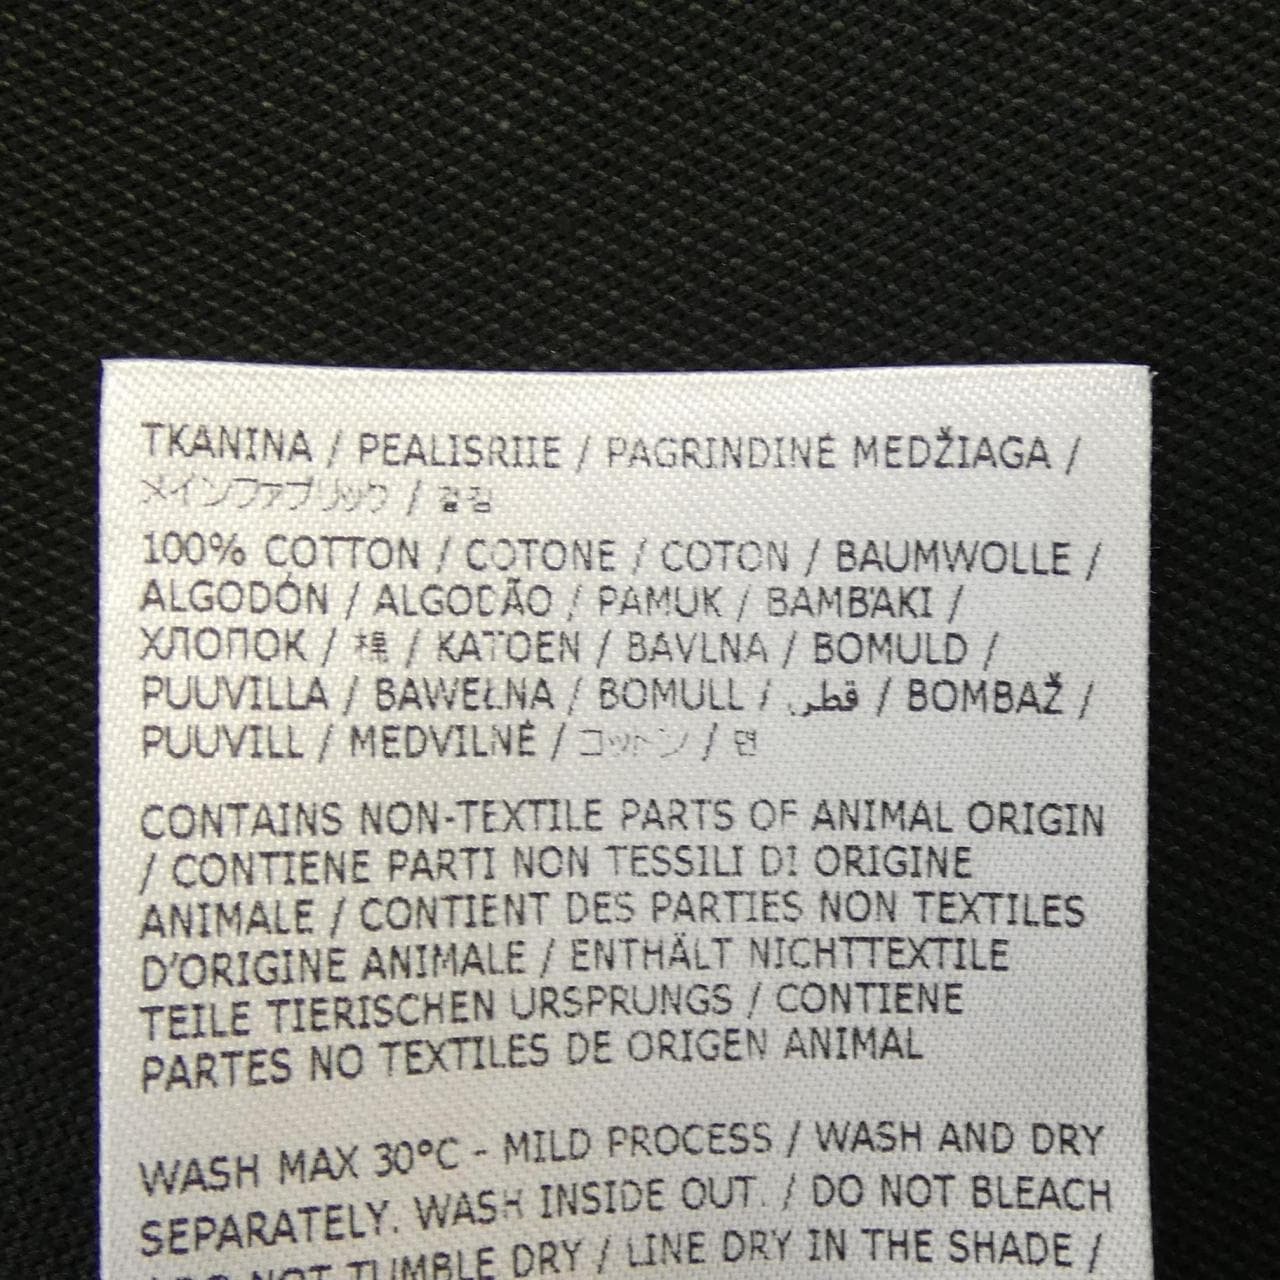 TKANINA / PEALISRIIE / PAGRINDINĖ MEDŽIAGA /
メインファブリック / 겉감
100% COTTON / COTONE / COTON / BAUMWOLLE /
ALGODÓN / ALGODÃO / PAMUK / BAMBAKI /
ХЛОПОК / 棉 / KATOEN / BAVLNA / BOMULD /
PUUVILLA / BAWEŁNA / BOMULL / قطن / BOMBAŽ /
PUUVILL / MEDVILNĖ / コットン / 면
CONTAINS NON-TEXTILE PARTS OF ANIMAL ORIGIN
/ CONTIENE PARTI NON TESSILI DI ORIGINE
ANIMALE / CONTIENT DES PARTIES NON TEXTILES
D'ORIGINE ANIMALE / ENTHÄLT NICHTTEXTILE
TEILE TIERISCHEN URSPRUNGS / CONTIENE
PARTES NO TEXTILES DE ORIGEN ANIMAL
WASH MAX 30°C - MILD PROCESS / WASH AND DRY
SEPARATELY. WASH INSIDE OUT. / DO NOT BLEACH
/ DO NOT TUMBLE DRY / LINE DRY IN THE SHADE /